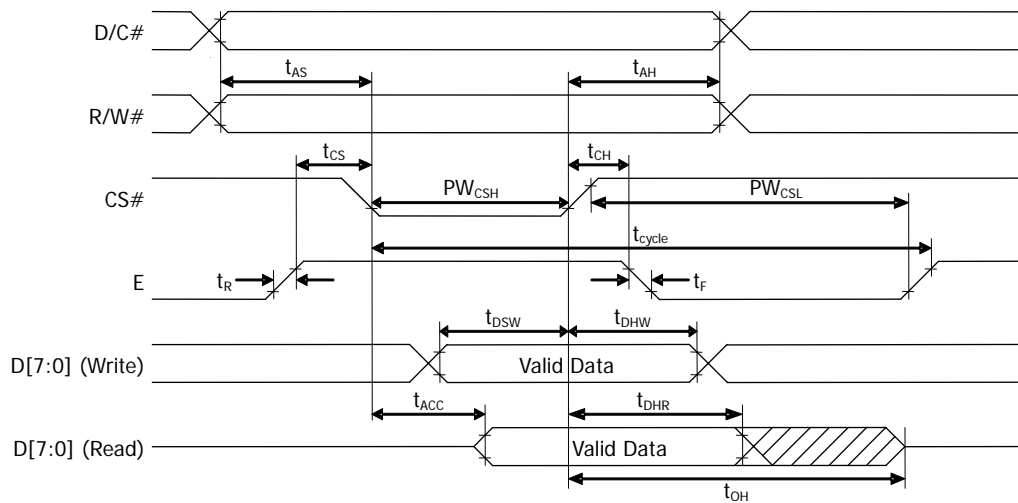 D/C#
tAS
tAH
R/W#
tCS
tCH
CS#
PWCSH
PWCSL
tcycle
E
tR
tF
tDSW
tDHW
D[7:0] (Write)
Valid Data
tACC
tDHR
D[7:0] (Read)
Valid Data
tOH